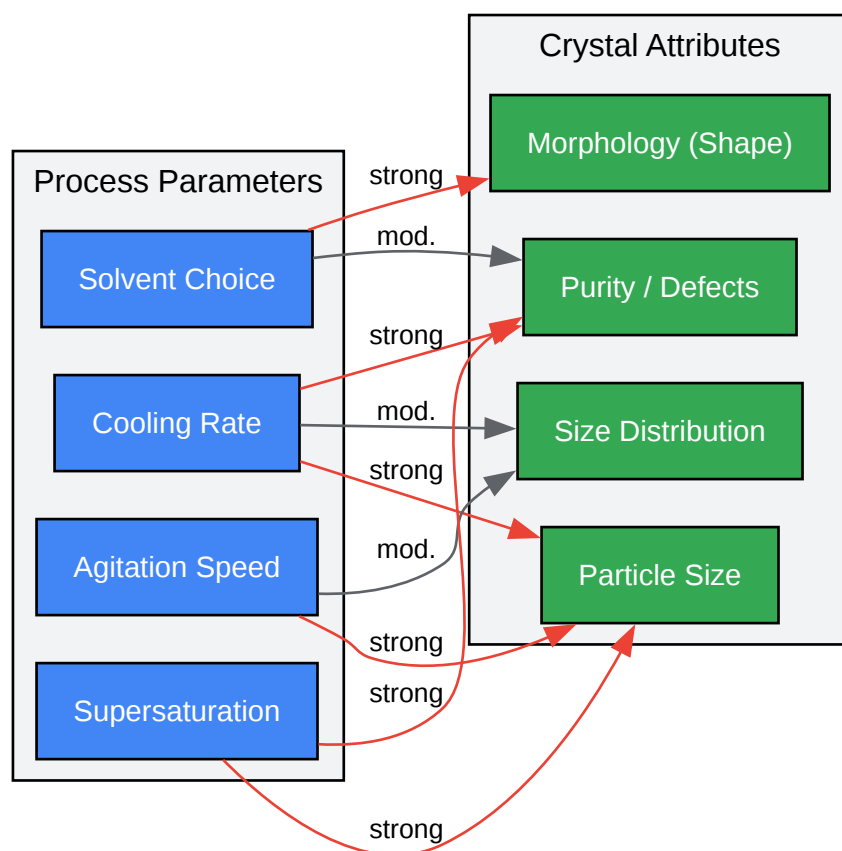 Crystal Attributes
Morphology (Shape)
Process Parameters
strong
mod.
Solvent Choice
Purity / Defects
strong
Cooling Rate
mod.
Size Distribution
strong
Agitation Speed
mod.
Particle Size
strong
Supersaturation
strong
strong